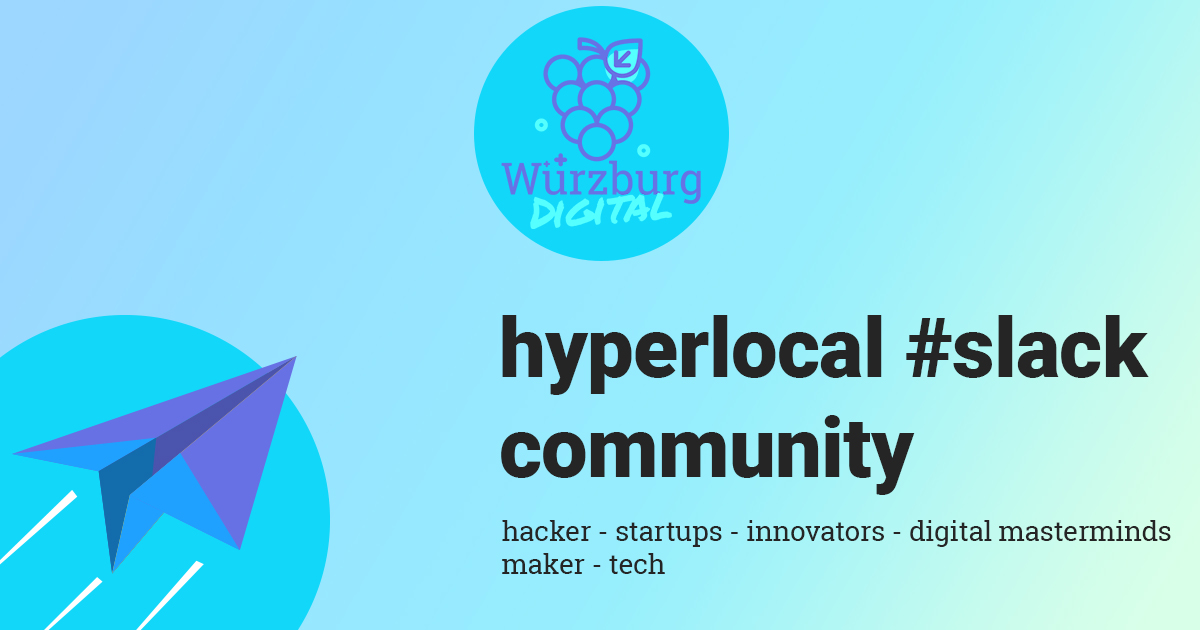 Würzburg
DIGITAL
hyperlocal #slack
community
hacker - startups - innovators - digital masterminds
maker - tech